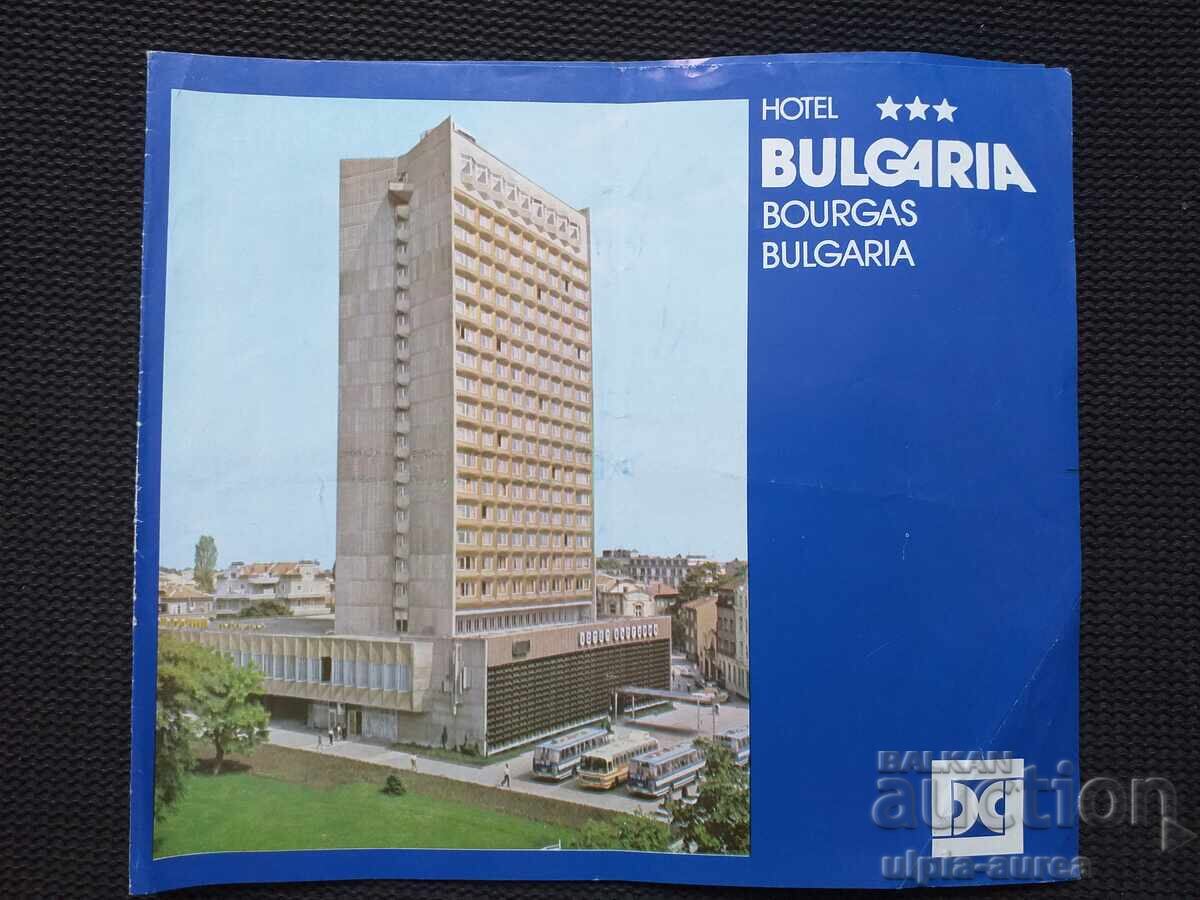 HOTEL ★★★
BULGARIA
BOURGAS
BULGARIA
BALKAN
auction
ulpia-aurea